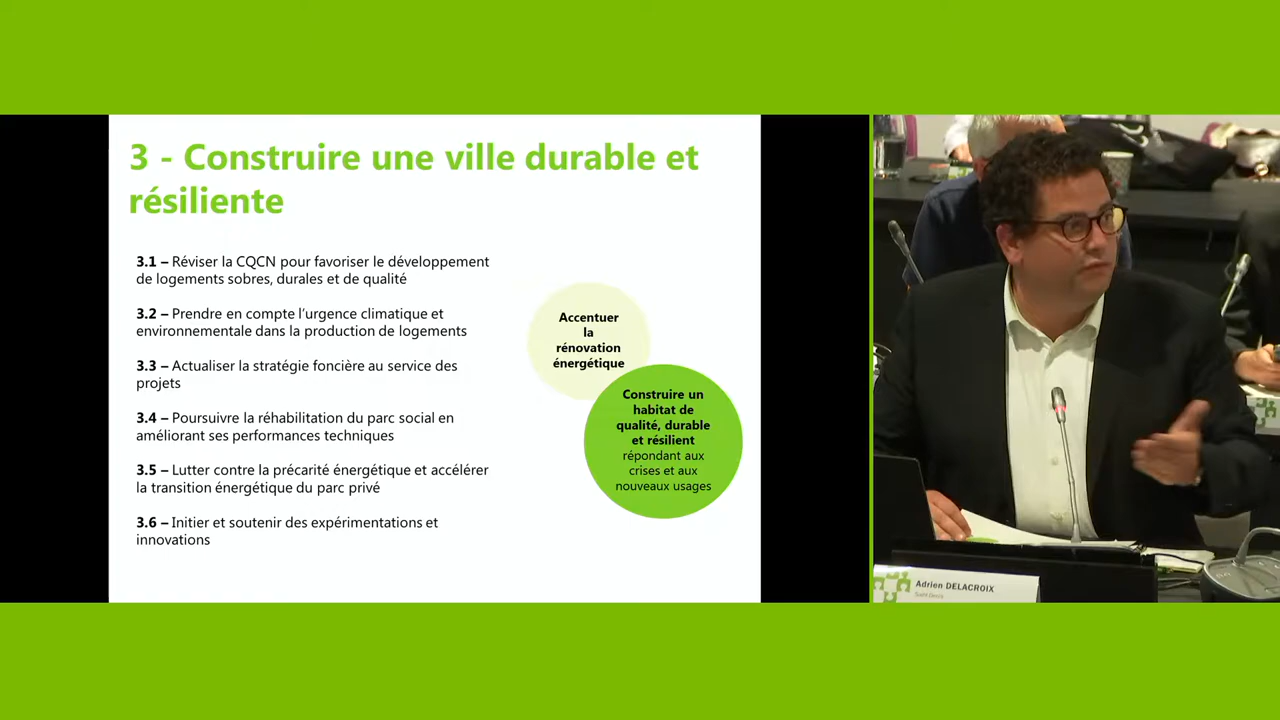 3 - Construire une ville durable et
résiliente
3.1 – Réviser la CQCN pour favoriser le développement
de logements sobres, durales et de qualité
3.2 – Prendre en compte l’urgence climatique et
environnementale dans la production de logements
3.3 – Actualiser la stratégie foncière au service des
projets
3.4 – Poursuivre la réhabilitation du parc social en
améliorant ses performances techniques
3.5 – Lutter contre la précarité énergétique et accélérer
la transition énergétique du parc privé
3.6 – Initier et soutenir des expérimentations et
innovations
Accentuer
la
rénovation
énergétique
Construire un
habitat de
qualité, durable
et résilient
répondant aux
crises et aux
nouveaux usages
Adrien DELACROIX
Saint-Denis